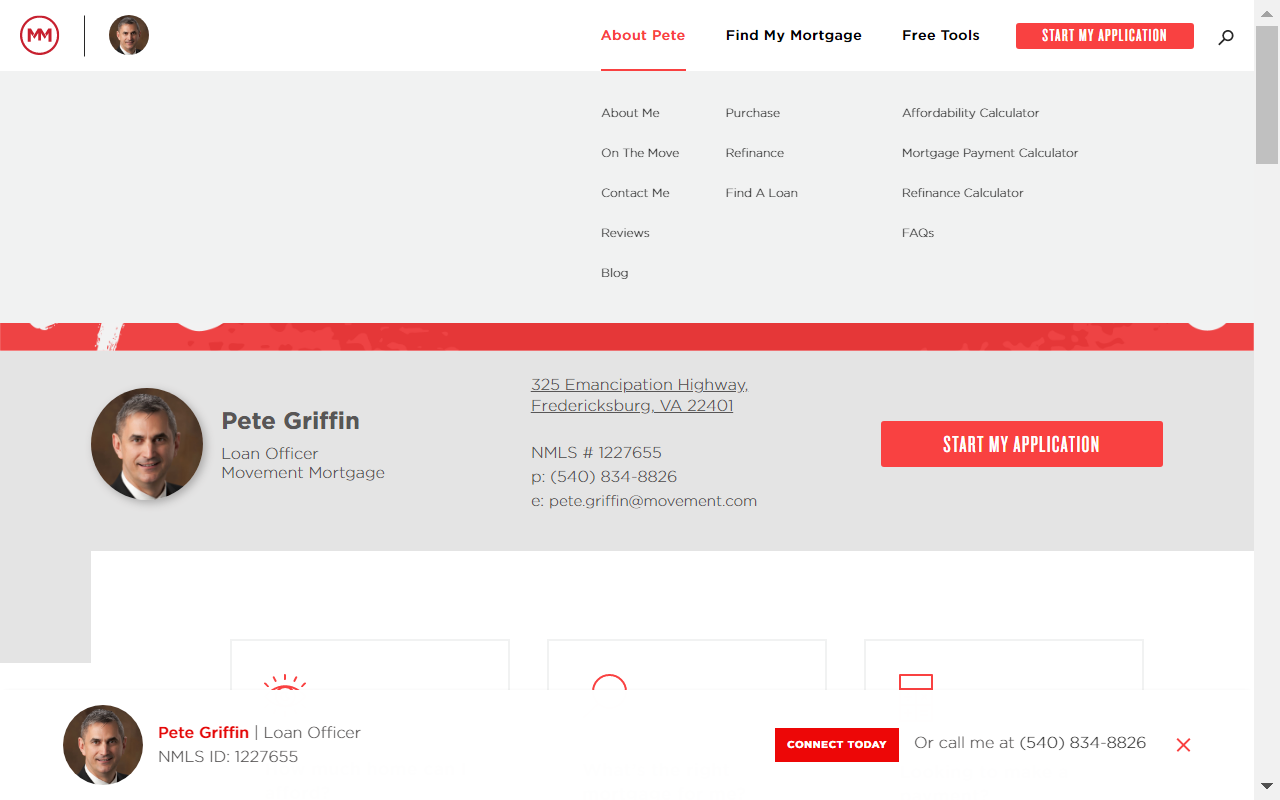 MM
About Pete
Find My Mortgage
Free Tools
START MY APPLICATION
About Me
On The Move
Contact Me
Reviews
Blog
Purchase
Refinance
Find A Loan
Affordability Calculator
Mortgage Payment Calculator
Refinance Calculator
FAQs
Pete Griffin
Loan Officer
Movement Mortgage
325 Emancipation Highway,
Fredericksburg, VA 22401
NMLS # 1227655
p: (540) 834-8826
e: pete.griffin@movement.com
START MY APPLICATION
Pete Griffin | Loan Officer
NMLS ID: 1227655
CONNECT TODAY
Or call me at (540) 834-8826